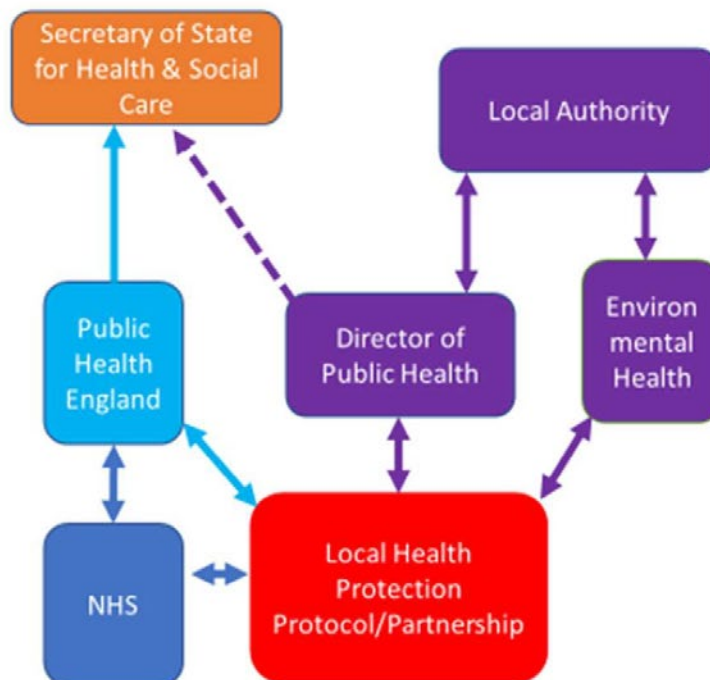 Secretary of State
for Health & Social
Care
Local Authority
Public
Health
England
Director of
Public Health
Environ
mental
Health
NHS
Local Health
Protection
Protocol/Partnership